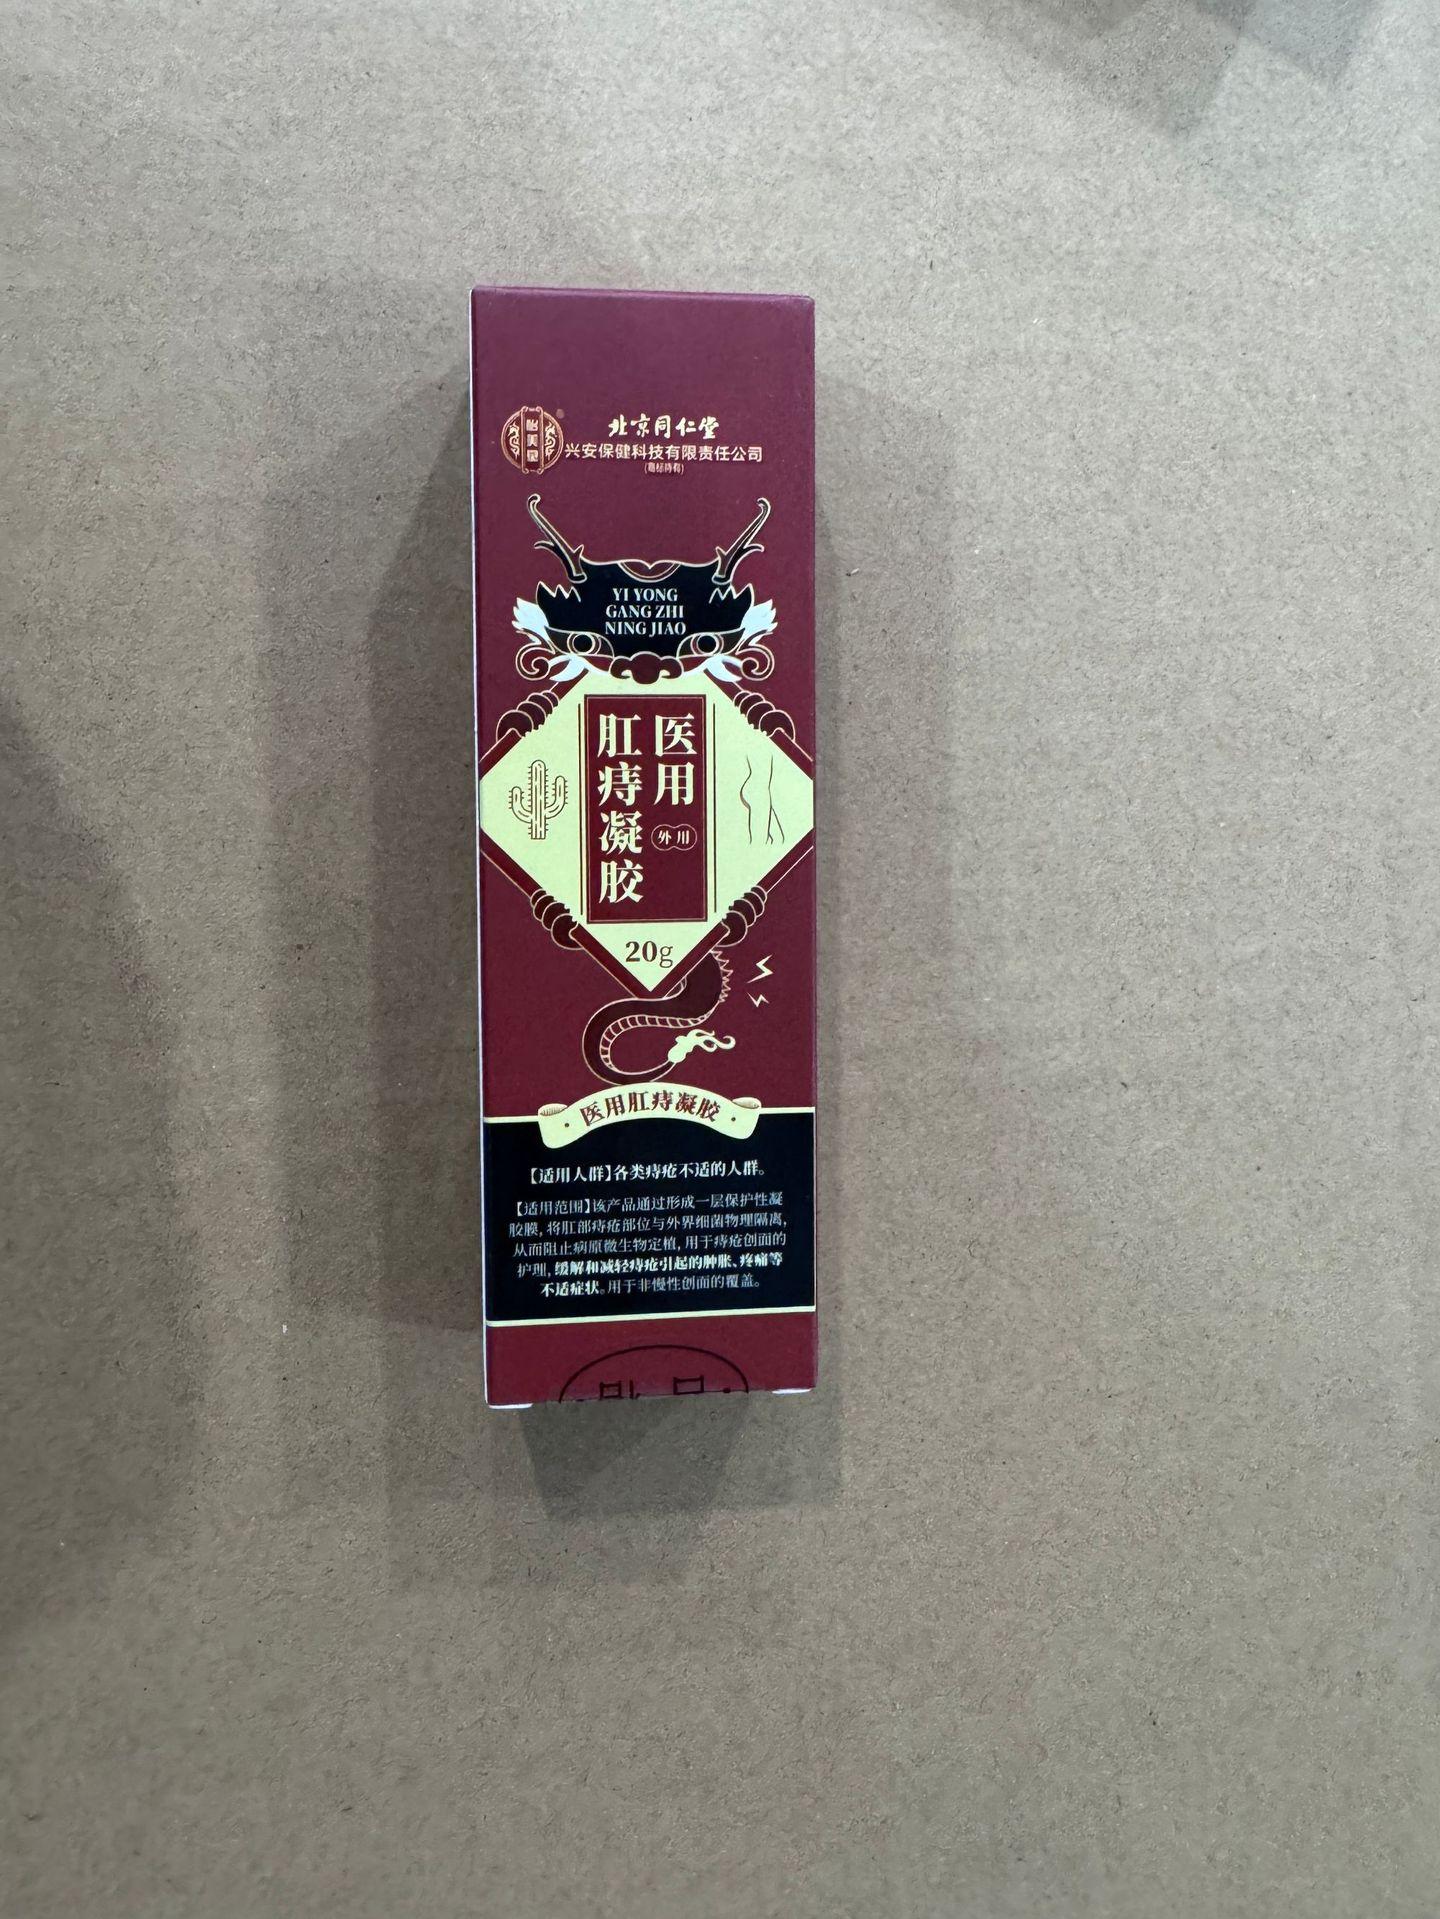 北京同仁堂
兴安保健科技有限责任公司
(商标持有)
YI YONG
GANG ZHI
NING JIAO
医用
肛痔凝胶
外用
20g
医用肛痔凝胶
【适用人群】各类痔疮不适的人群。
【适用范围】该产品通过形成一层保护性凝
胶膜,将肛部痔疮部位与外界细菌物理隔离,
从而阻止病原微生物定植,用于痔疮创面的
护理,缓解和减轻痔疮引起的肿胀、疼痛等
不适症状。用于非慢性创面的覆盖。